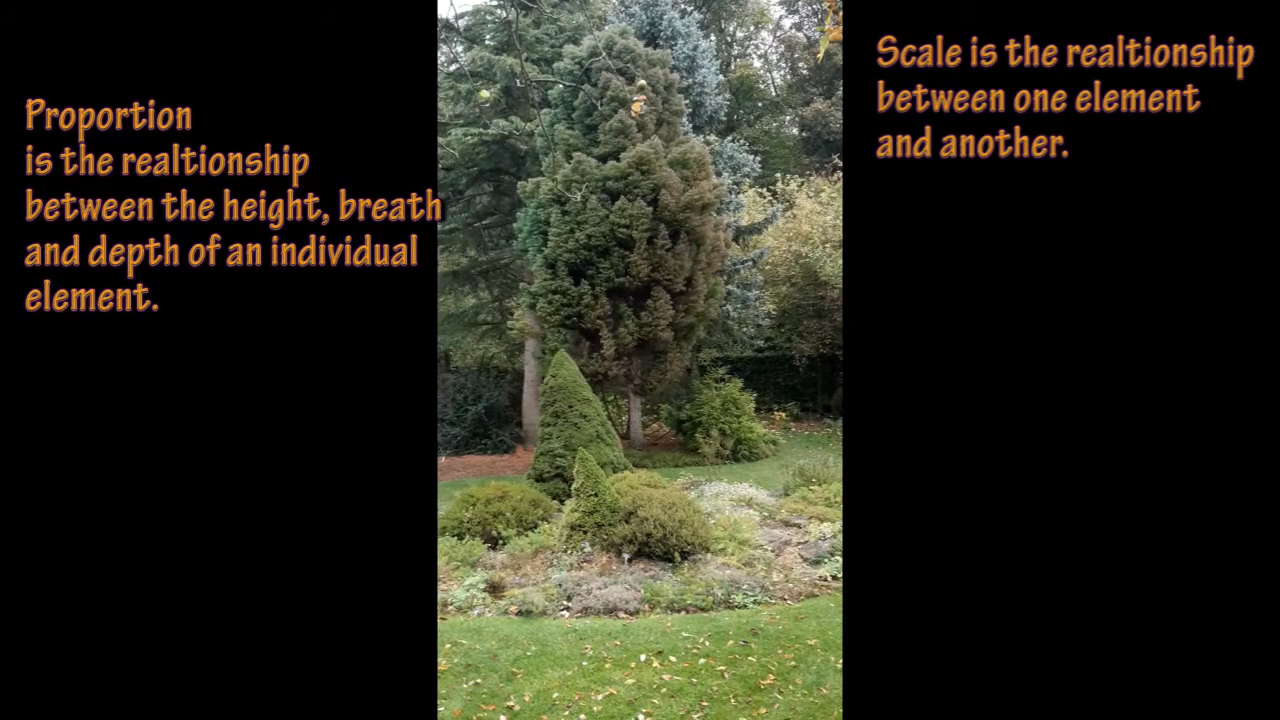 Proportion
is the realtionship
between the height, breath
and depth of an individual
element.
Scale is the realtionship
between one element
and another.